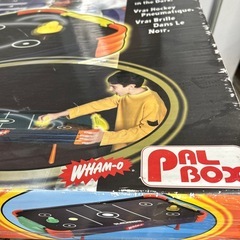 in the Dark.
Vrai Hockey
Pneumatique.
Vrai Brille
Dans Le
Noir.
WHAM-O
PAL
BOX